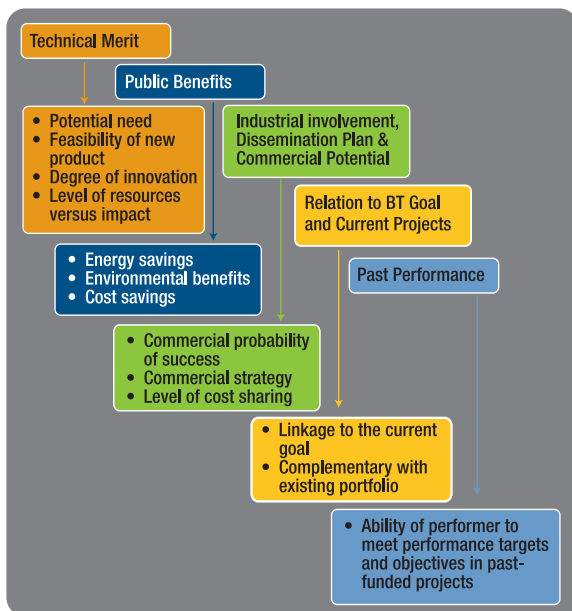 Technical Merit
Public Benefits
• Potential need
• Feasibility of new
product
• Degree of innovation
• Level of resources
versus impact
Industrial involvement,
Dissemination Plan &
Commercial Potential
Relation to BT Goal
and Current Projects
• Energy savings
• Environmental benefits
• Cost savings
Past Performance
• Commercial probability
of success
• Commercial strategy
• Level of cost sharing
• Linkage to the current
goal
• Complementary with
existing portfolio
• Ability of performer to
meet performance targets
and objectives in past-
funded projects